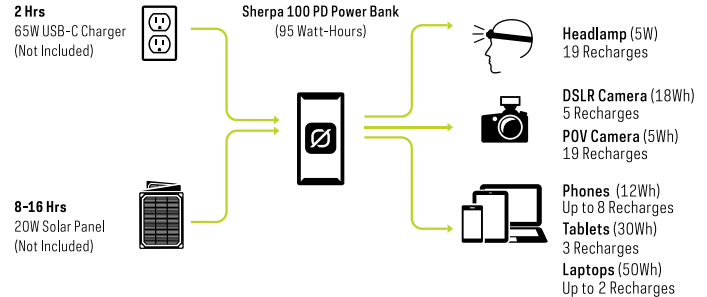 2 Hrs
65W USB-C Charger
(Not Included)
Sherpa 100 PD Power Bank
(95 Watt-Hours)
Headlamp (5W)
19 Recharges
DSLR Camera (18Wh)
5 Recharges
POV Camera (5Wh)
19 Recharges
8-16 Hrs
20W Solar Panel
(Not Included)
Phones (12Wh)
Up to 8 Recharges
Tablets (30Wh)
3 Recharges
Laptops (50Wh)
Up to 2 Recharges